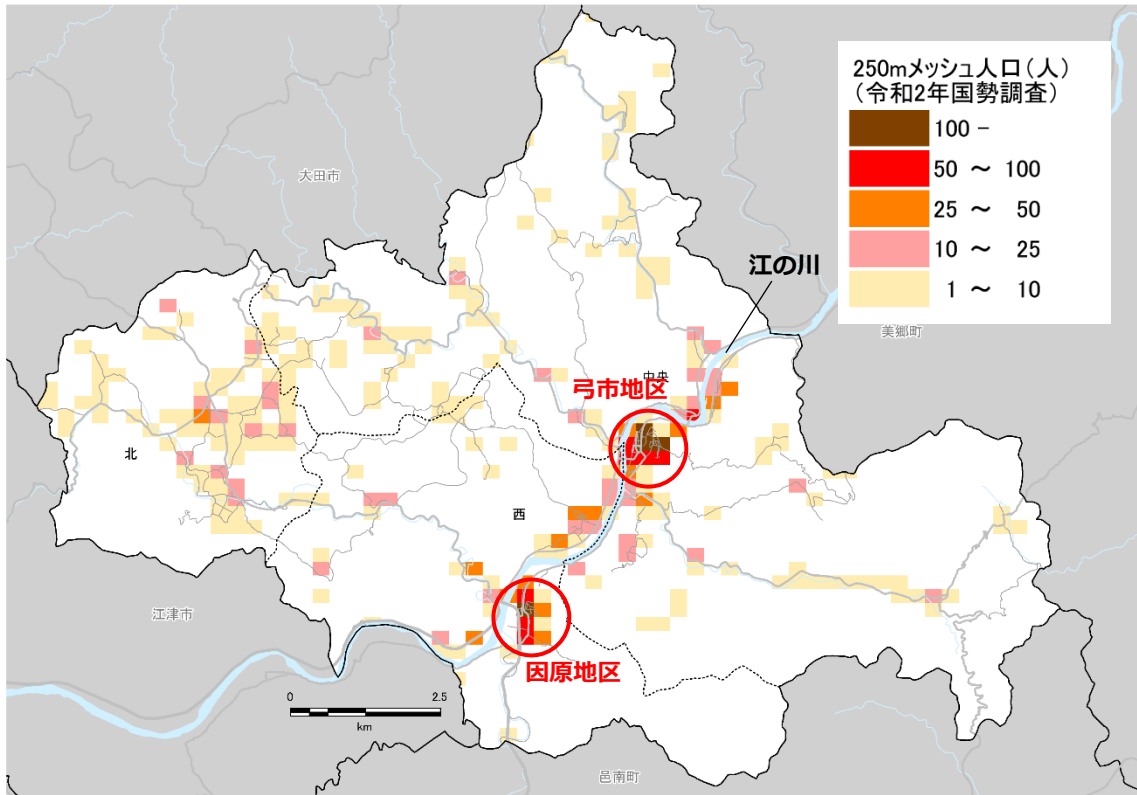 250mメッシュ人口(人)
(令和2年国勢調査)
100 -
50 ～ 100
25 ～ 50
10 ～ 25
1 ～ 10
大田市
江の川
美郷町
中央
弓市地区
北
西
江津市
因原地区
0 2.5
km
邑南町